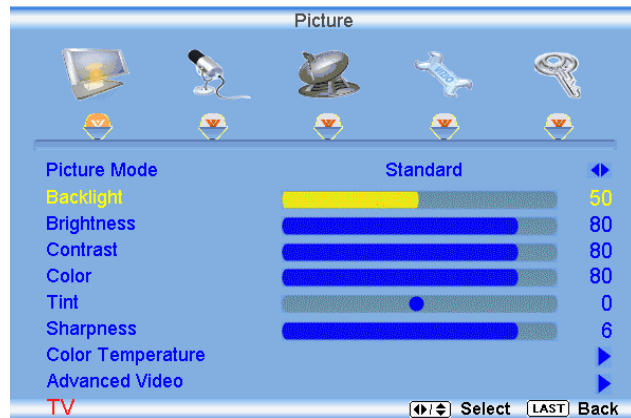 Picture
VIZIO
Picture Mode Standard
Backlight 50
Brightness 80
Contrast 80
Color 80
Tint 0
Sharpness 6
Color Temperature
Advanced Video
TV Select LAST Back